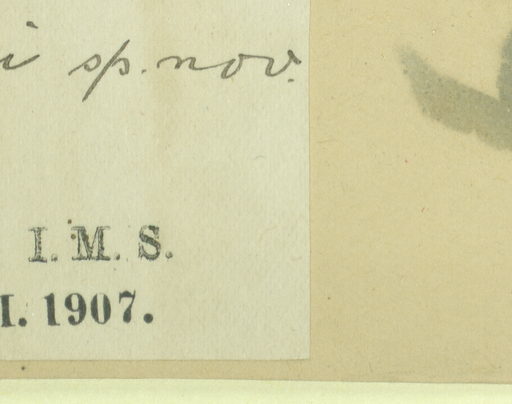 i sp. nov.
I. M. S.
I. 1907.